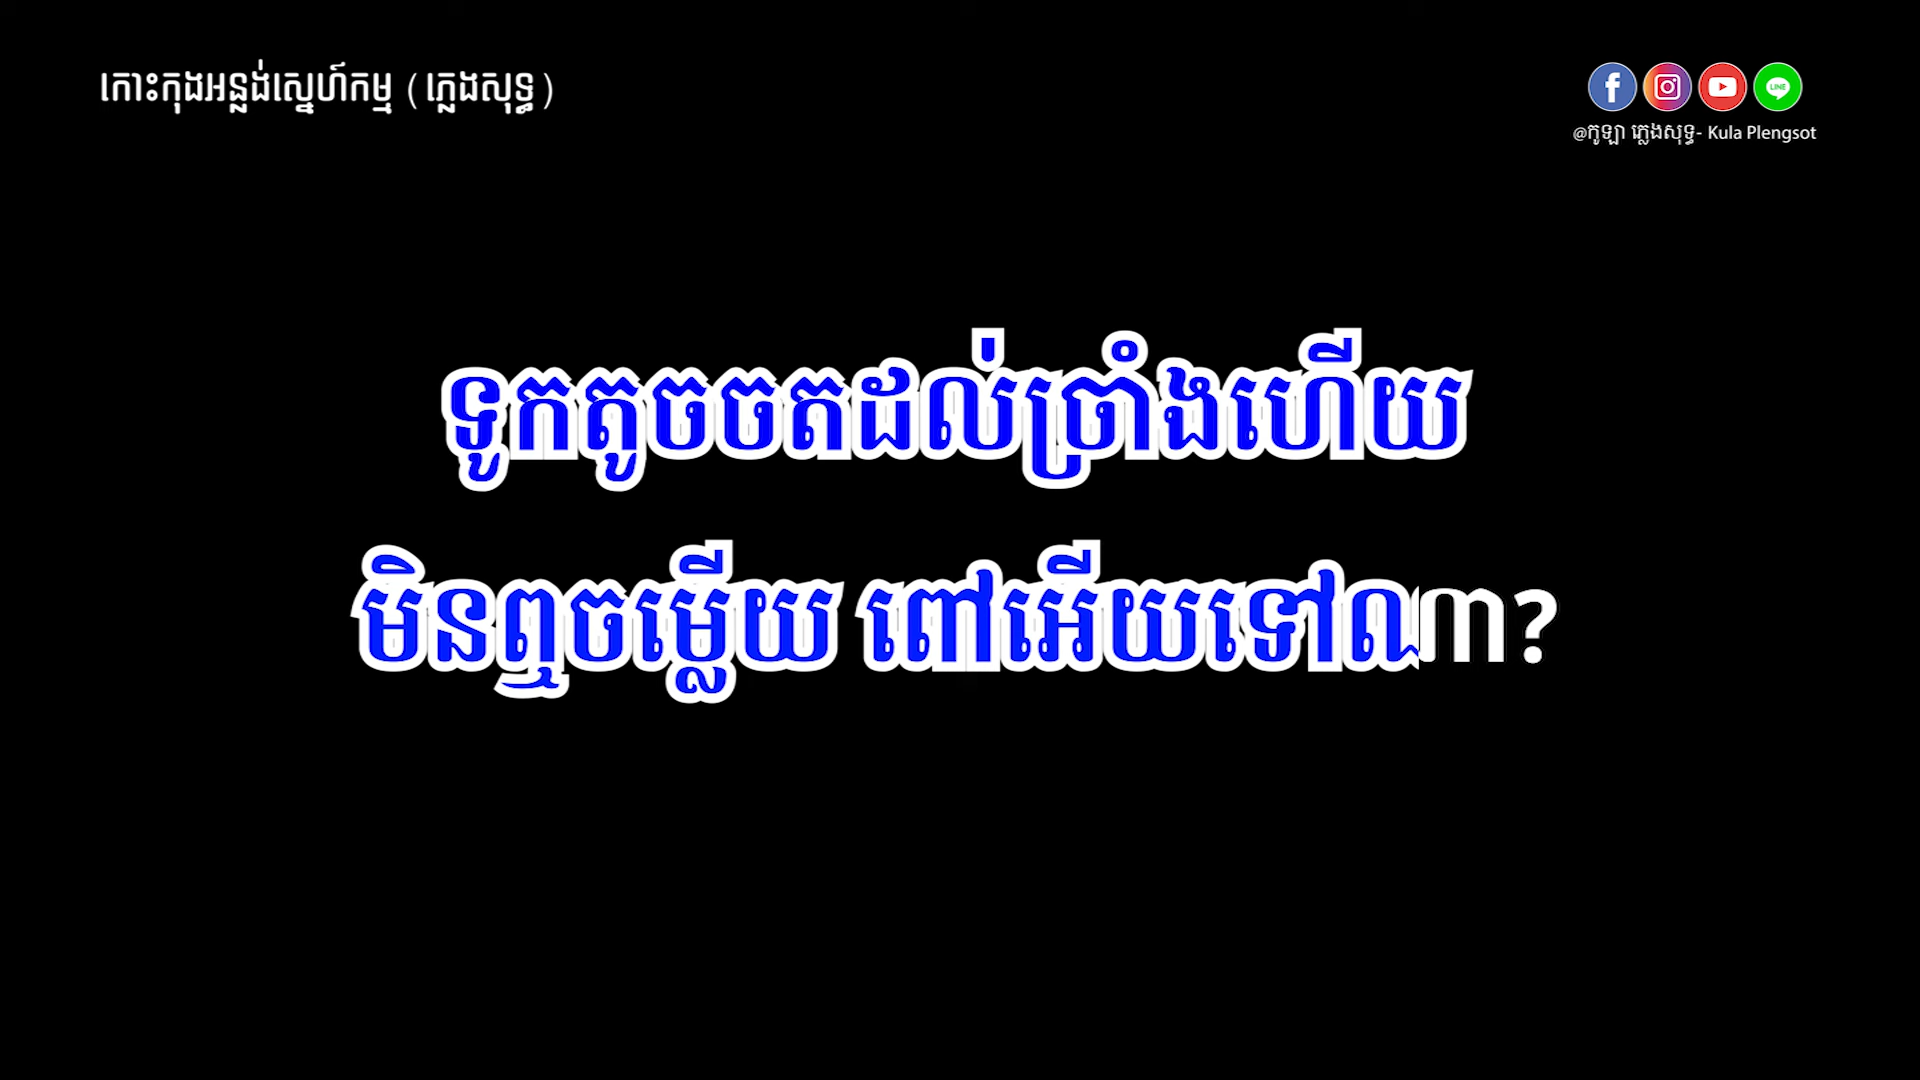 កោះកុងអន្លង់ស្នេហ៍កម្ម ( ភ្លេងសុទ្ធ )
LINE
@កូឡា ភ្លេងសុទ្ធ- Kula Plengsot
ទូកតូចចតដល់ច្រាំងហើយ
មិនឮចម្លើយ ពៅអើយទៅណា?